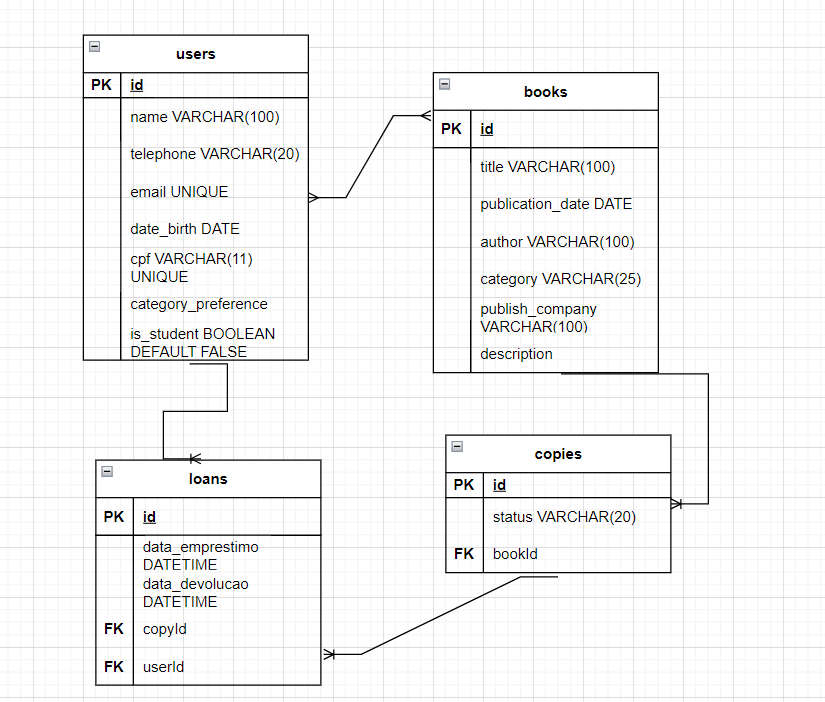 users
PK id
name VARCHAR(100)
telephone VARCHAR(20)
email UNIQUE
date_birth DATE
cpf VARCHAR(11)
UNIQUE
category_preference
is_student BOOLEAN
DEFAULT FALSE
books
PK id
title VARCHAR(100)
publication_date DATE
author VARCHAR(100)
category VARCHAR(25)
publish_company
VARCHAR(100)
description
loans
PK id
data_emprestimo
DATETIME
data_devolucao
DATETIME
FK copyId
FK userId
copies
PK id
status VARCHAR(20)
FK bookId